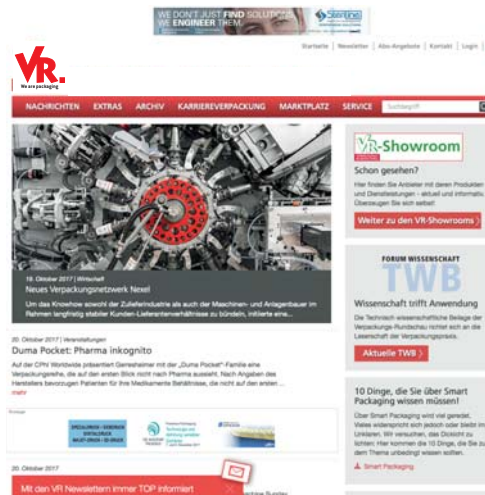 WE DON'T JUST FIND SOLUTIONS
WE ENGINEER THEM.
Startseite | Newsletter | Abo-Angebote | Kontakt | Login |
VR.
We are packaging.
NACHRICHTEN EXTRAS ARCHIV KARRIEREVERPACKUNG MARKTPLATZ SERVICE Suchbegriff
VR-Showroom
Schon gesehen?
Hier finden Sie Anbieter mit deren Produkten
und Dienstleistungen - aktuell und informativ.
Überzeugen Sie sich selbst!
Weiter zu den VR-Showrooms
19. Oktober 2017 | Wirtschaft
Neues Verpackungsnetzwerk Nexel
Um das Knowhow sowohl der Zulieferindustrie als auch der Maschinen- und Anlagenbauer im
Rahmen langfristig stabiler Kunden-Lieferantenverhältnisse zu bündeln, initiierte eine...
FORUM WISSENSCHAFT
TWB
Wissenschaft trifft Anwendung
Die Technisch-wissenschaftliche Beilage der
Verpackungs-Rundschau richtet sich an die
Leserschaft der Verpackungspraxis.
Aktuelle TWB
20. Oktober 2017 | Veranstaltungen
Duma Pocket: Pharma inkognito
Auf der CPhI Worldwide präsentiert Gerresheimer mit der „Duma Pocket“-Familie eine
Verpackungsreihe, die auf den ersten Blick nicht nach Pharma aussieht. Nach Angaben des
Herstellers bevorzugen Patienten für ihre Medikamente Behältnisse, die nicht auf den ersten ...
mehr
Anzeige
10 Dinge, die Sie über Smart
Packaging wissen müssen!
Über Smart Packaging wird viel geredet.
Vieles widerspricht sich jedoch oder bleibt im
Unklaren. Wir versuchen, das Dickicht zu
lichten: Hier kommen die 10 Dinge, die Sie zu
dem Thema unbedingt wissen sollten.
Smart Packaging
20. Oktober 2017
Mit den VR Newslettern immer TOP informiert